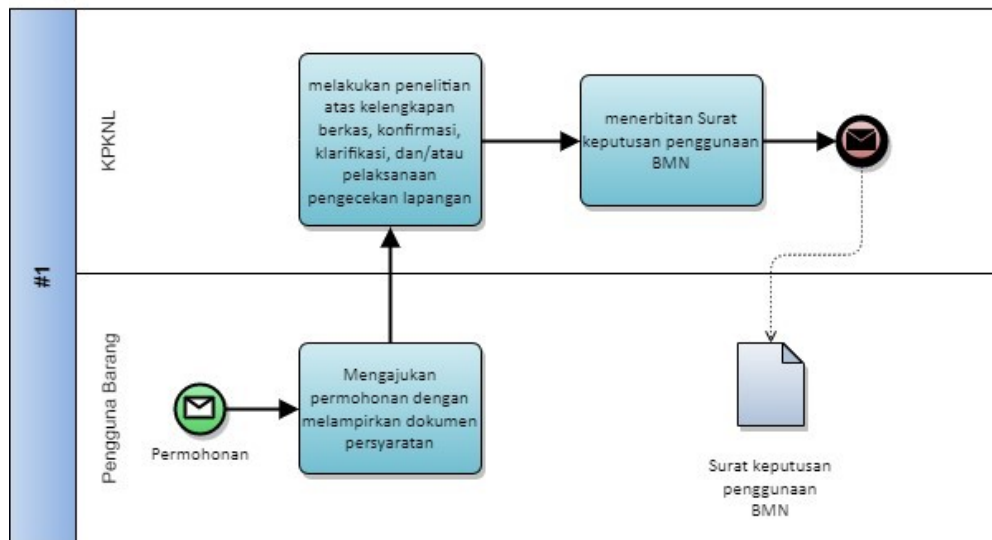 #1
KPKNL
melakukan penelitian
atas kelengkapan
berkas, konfirmasi,
klarifikasi, dan/atau
pelaksanaan
pengecekan lapangan
menerbitan Surat
keputusan penggunaan
BMN
Pengguna Barang
Permohonan
Mengajukan
permohonan dengan
melampirkan dokumen
persyaratan
Surat keputusan
penggunaan
BMN